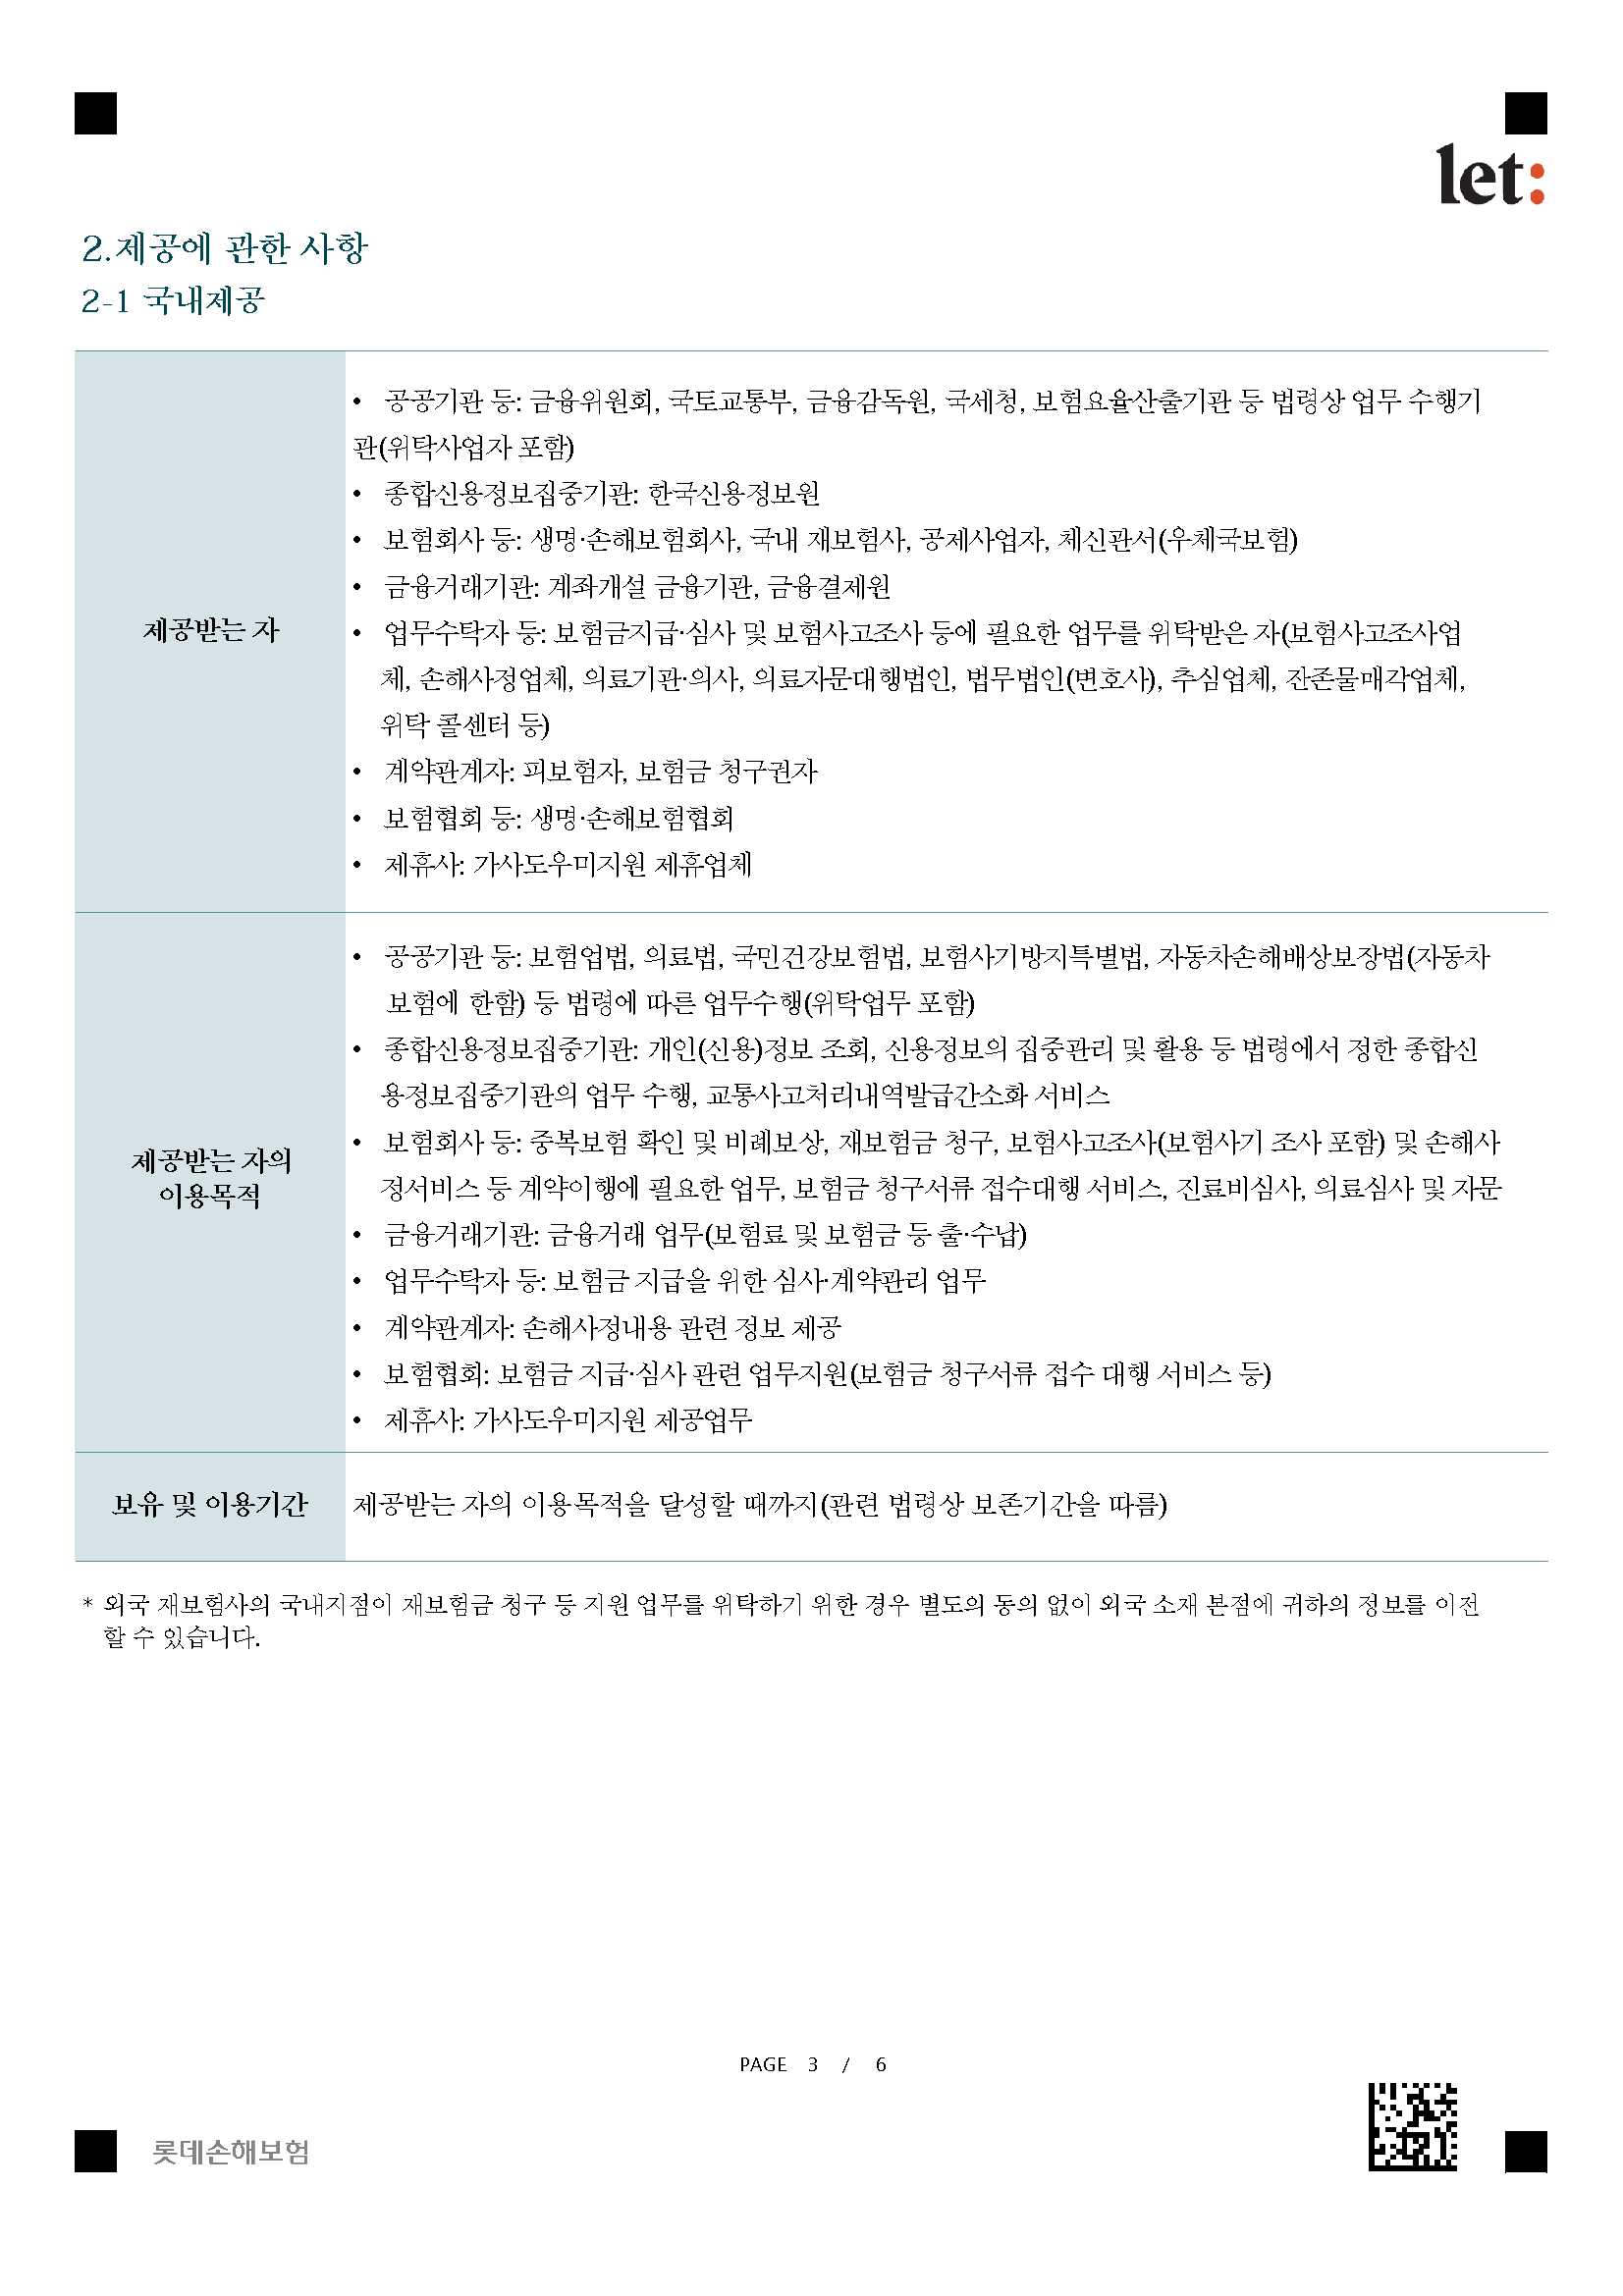 let:
2.제공에 관한 사항
2-1 국내제공
제공받는 자
• 공공기관 등: 금융위원회, 국토교통부, 금융감독원, 국세청, 보험요율산출기관 등 법령상 업무 수행기
관(위탁사업자 포함)
• 종합신용정보집중기관: 한국신용정보원
• 보험회사 등: 생명·손해보험회사, 국내 재보험사, 공제사업자, 체신관서(우체국보험)
• 금융거래기관: 계좌개설 금융기관, 금융결제원
• 업무수탁자 등: 보험금지급·심사 및 보험사고조사 등에 필요한 업무를 위탁받은 자(보험사고조사업
체, 손해사정업체, 의료기관·의사, 의료자문대행법인, 법무법인(변호사), 추심업체, 잔존물매각업체,
위탁 콜센터 등)
• 계약관계자: 피보험자, 보험금 청구권자
• 보험협회 등: 생명·손해보험협회
• 제휴사: 가사도우미지원 제휴업체
제공받는 자의
이용목적
• 공공기관 등: 보험업법, 의료법, 국민건강보험법, 보험사기방지특별법, 자동차손해배상보장법(자동차
보험에 한함) 등 법령에 따른 업무수행(위탁업무 포함)
• 종합신용정보집중기관: 개인(신용)정보 조회, 신용정보의 집중관리 및 활용 등 법령에서 정한 종합신
용정보집중기관의 업무 수행, 교통사고처리내역발급간소화 서비스
• 보험회사 등: 중복보험 확인 및 비례보상, 재보험금 청구, 보험사고조사(보험사기 조사 포함) 및 손해사
정서비스 등 계약이행에 필요한 업무, 보험금 청구서류 접수대행 서비스, 진료비심사, 의료심사 및 자문
• 금융거래기관: 금융거래 업무(보험료 및 보험금 등 출·수납)
• 업무수탁자 등: 보험금 지급을 위한 심사·계약관리 업무
• 계약관계자: 손해사정내용 관련 정보 제공
• 보험협회: 보험금 지급·심사 관련 업무지원(보험금 청구서류 접수 대행 서비스 등)
• 제휴사: 가사도우미지원 제공업무
보유 및 이용기간
제공받는 자의 이용목적을 달성할 때까지(관련 법령상 보존기간을 따름)
* 외국 재보험사의 국내지점이 재보험금 청구 등 지원 업무를 위탁하기 위한 경우 별도의 동의 없이 외국 소재 본점에 귀하의 정보를 이전
할 수 있습니다.
PAGE 3 / 6
롯데손해보험